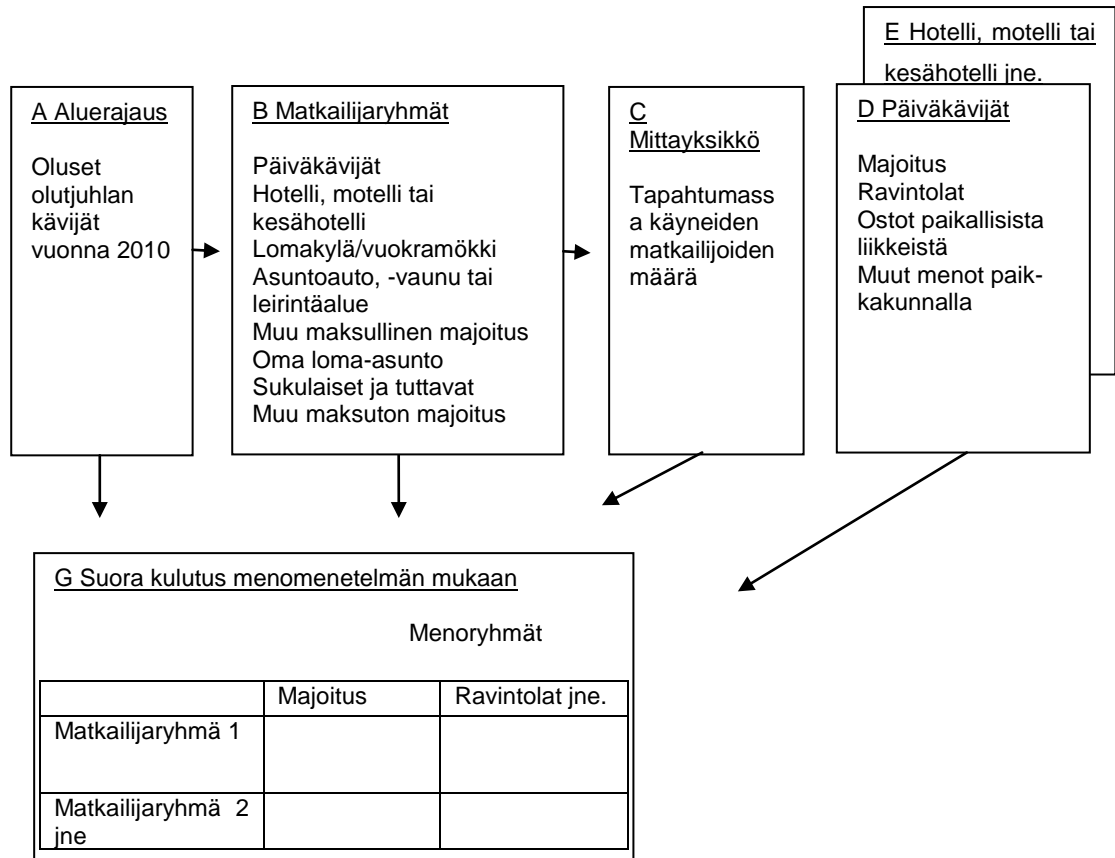 E Hotelli, motelli tai
kesähotelli jne.
A Aluerajaus
Oluset
olutjuhlan
kävijät
vuonna 2010
B Matkailijaryhmät
Päiväkävijät
Hotelli, motelli tai
kesähotelli
Lomakylä/vuokramökki
Asuntoauto, -vaunu tai
leirintäalue
Muu maksullinen majoitus
Oma loma-asunto
Sukulaiset ja tuttavat
Muu maksuton majoitus
C
Mittayksikkö
Tapahtumass
a käyneiden
matkailijoiden
määrä
D Päiväkävijät
Majoitus
Ravintolat
Ostot paikallisista
liikkeistä
Muut menot paik-
kakunnalla
G Suora kulutus menomenetelmän mukaan
Menoryhmät
Majoitus Ravintolat jne.
Matkailijaryhmä 1
Matkailijaryhmä 2
jne